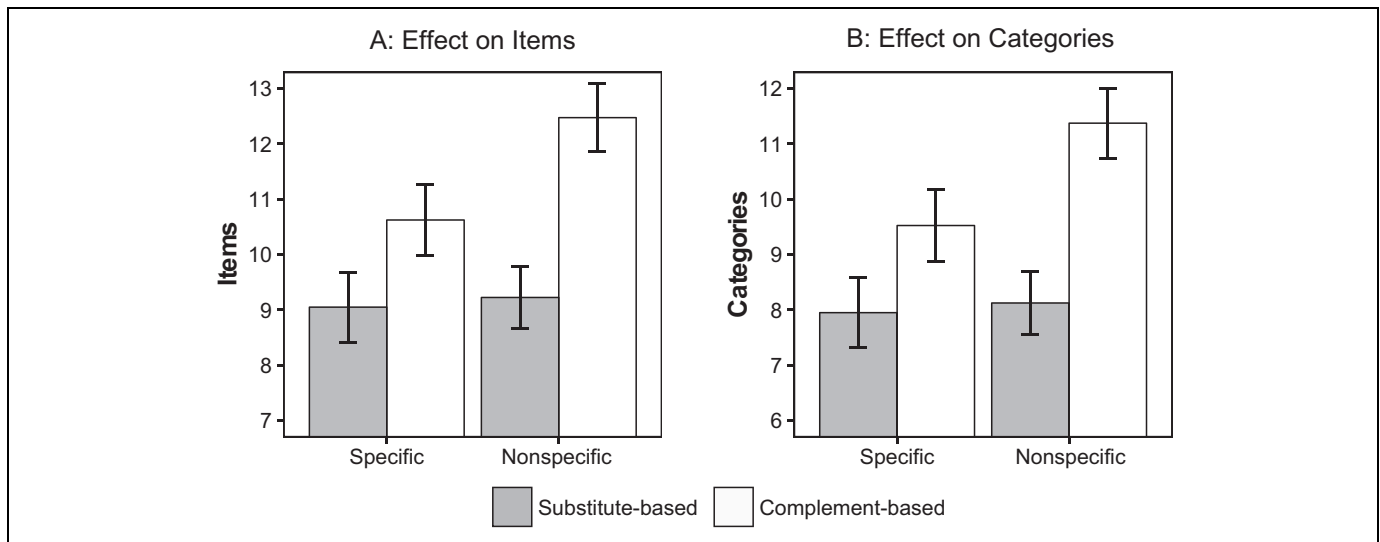 A: Effect on Items
13
12
11
10
9
8
7
Items
Specific Nonspecific
B: Effect on Categories
12
11
10
9
8
7
6
Categories
Specific Nonspecific
Substitute-based Complement-based